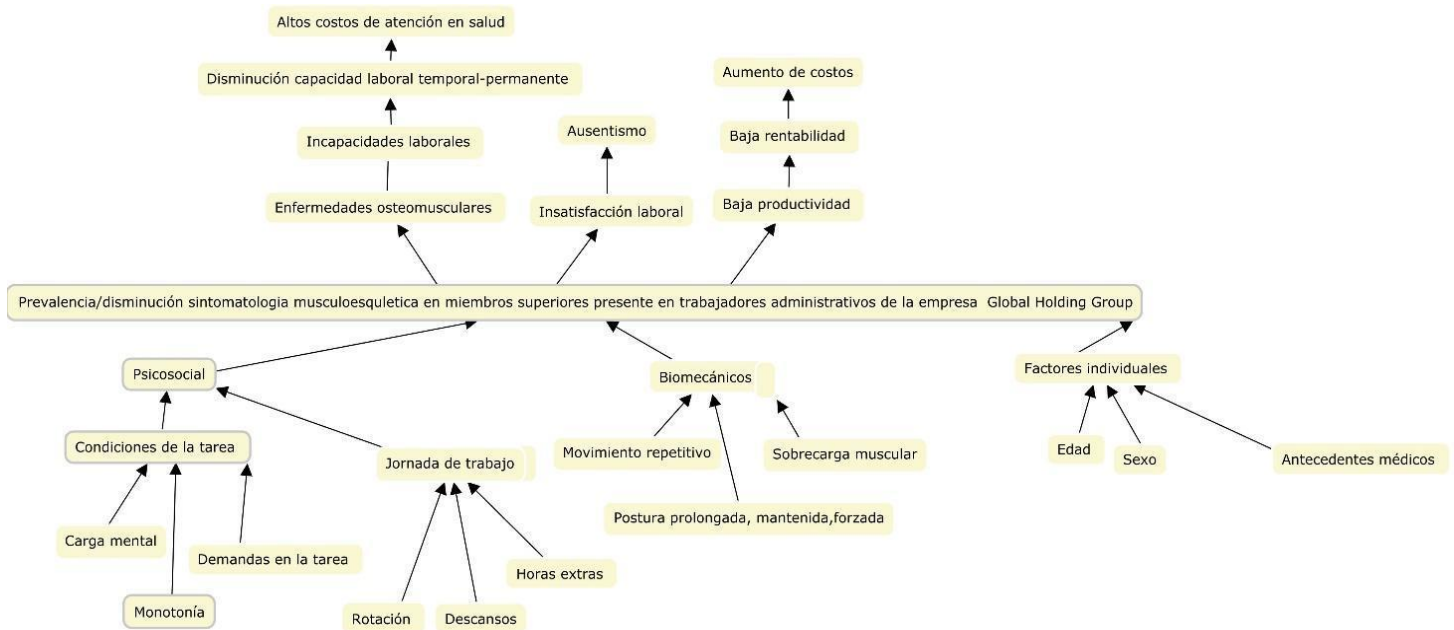 Altos costos de atención en salud
Disminución capacidad laboral temporal-permanente
Aumento de costos
Incapacidades laborales
Ausentismo
Baja rentabilidad
Enfermedades osteomusculares
Insatisfacción laboral
Baja productividad
Prevalencia/disminución sintomatologia musculoesquletica en miembros superiores presente en trabajadores administrativos de la empresa Global Holding Group
Psicosocial
Biomecánicos
Factores individuales
Condiciones de la tarea
Jornada de trabajo
Movimiento repetitivo
Sobrecarga muscular
Edad
Sexo
Antecedentes médicos
Carga mental
Demandas en la tarea
Postura prolongada, mantenida,forzada
Horas extras
Monotonía
Rotación
Descansos